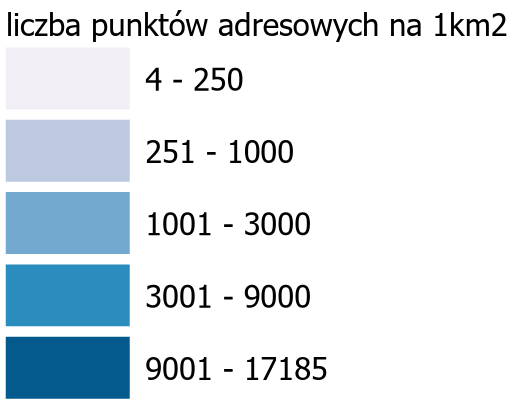 liczba punktów adresowych na 1km2
4 - 250
251 - 1000
1001 - 3000
3001 - 9000
9001 - 17185